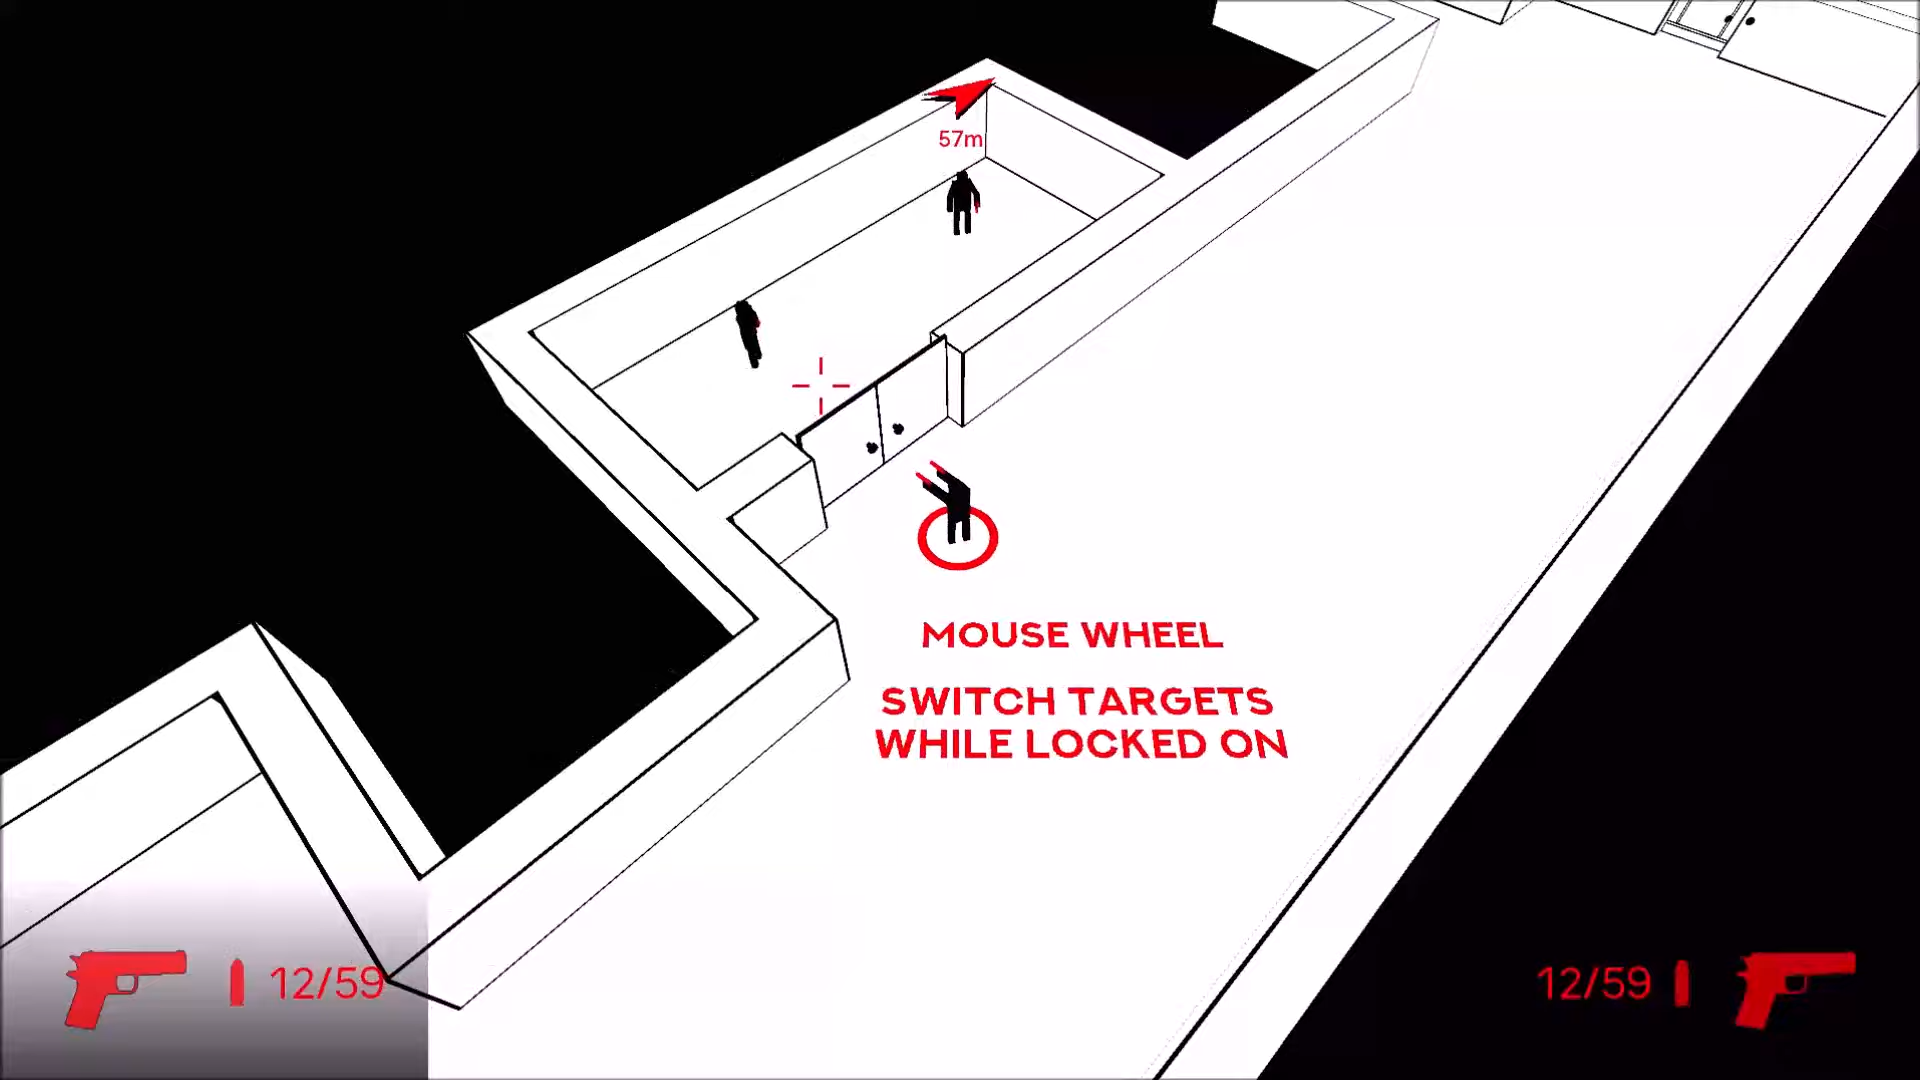 57m
MOUSE WHEEL
SWITCH TARGETS
WHILE LOCKED ON
12/59
12/59